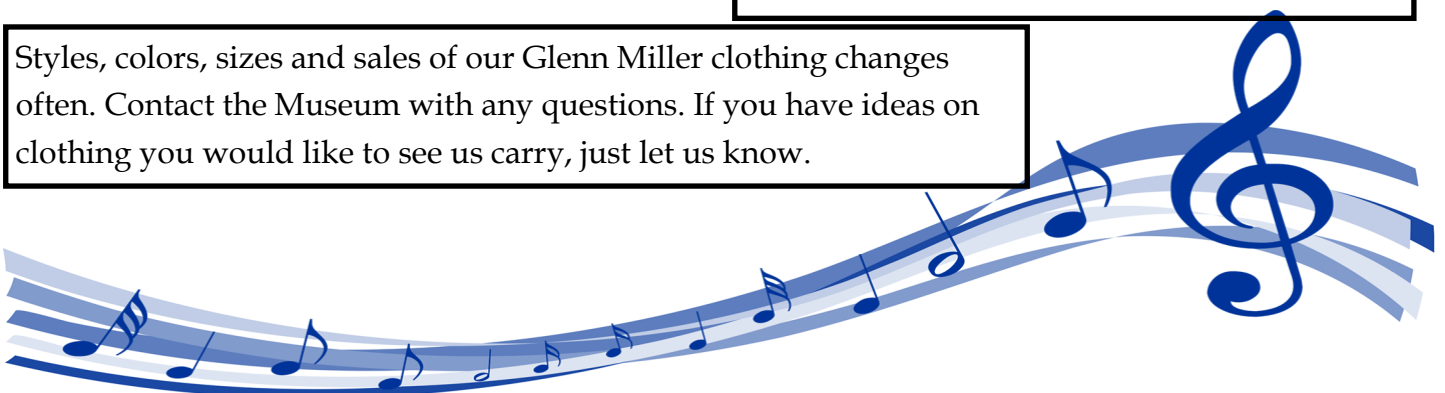 Styles, colors, sizes and sales of our Glenn Miller clothing changes
often. Contact the Museum with any questions. If you have ideas on
clothing you would like to see us carry, just let us know.